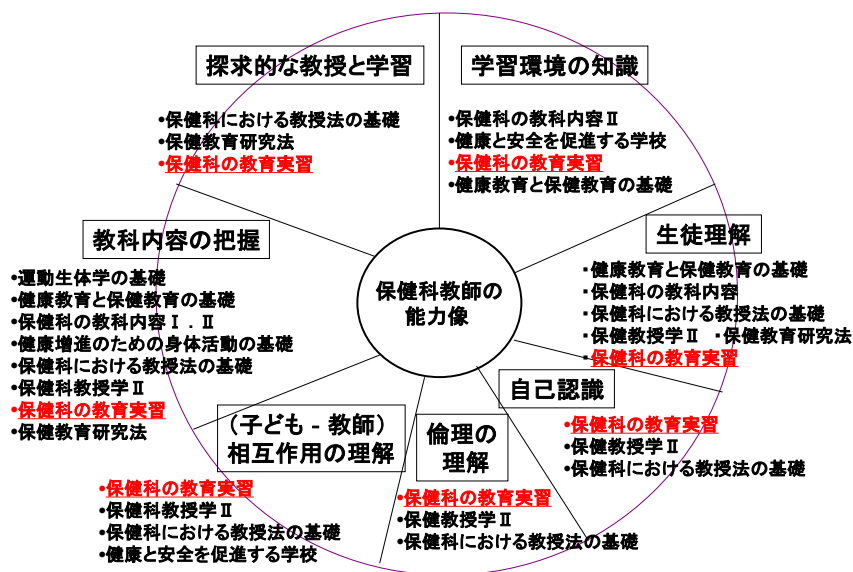 探求的な教授と学習
•保健科における教授法の基礎
•保健教育研究法
•保健科の教育実習
学習環境の知識
•保健科の教科内容Ⅱ
•健康と安全を促進する学校
•保健科の教育実習
•健康教育と保健教育の基礎
教科内容の把握
•運動生体学の基礎
•健康教育と保健教育の基礎
•保健科の教科内容Ⅰ．Ⅱ
•健康増進のための身体活動の基礎
•保健科における教授法の基礎
•保健科教授学Ⅱ
•保健科の教育実習
•保健教育研究法
保健科教師の
能力像
生徒理解
・健康教育と保健教育の基礎
・保健科の教科内容
・保健科における教授法の基礎
・保健教授学Ⅱ ・保健教育研究法
・保健科の教育実習
自己認識
•保健科の教育実習
•保健教授学Ⅱ
•保健科における教授法の基礎
（子ども - 教師）
相互作用の理解
•保健科の教育実習
•保健科教授学Ⅱ
•保健科における教授法の基礎
•健康と安全を促進する学校
倫理の
理解
•保健科の教育実習
•保健教授学Ⅱ
•保健科における教授法の基礎